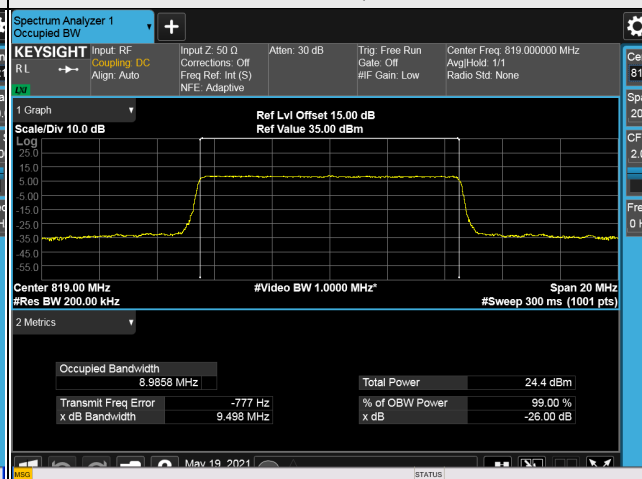 Spectrum Analyzer 1
Occupied BW
+
KEYSIGHT Input: RF Input Z: 50 Ω Atten: 30 dB Trig: Free Run Center Freq: 819.000000 MHz
RL Coupling: DC Corrections: Off Gate: Off Avg|Hold: 1/1
Align: Auto Freq Ref: Int (S) #IF Gain: Low Radio Std: None
LXI NFE: Adaptive
1 Graph
Ref Lvl Offset 15.00 dB
Scale/Div 10.0 dB Ref Value 35.00 dBm
Log
25.0
15.0
5.00
-5.00
-15.0
-25.0
-35.0
-45.0
-55.0
Center 819.00 MHz #Video BW 1.0000 MHz* Span 20 MHz
#Res BW 200.00 kHz #Sweep 300 ms (1001 pts)
2 Metrics
Occupied Bandwidth
8.9858 MHz Total Power 24.4 dBm
Transmit Freq Error -777 Hz % of OBW Power 99.00 %
x dB Bandwidth 9.498 MHz x dB -26.00 dB
May 19, 2021
MSG STATUS